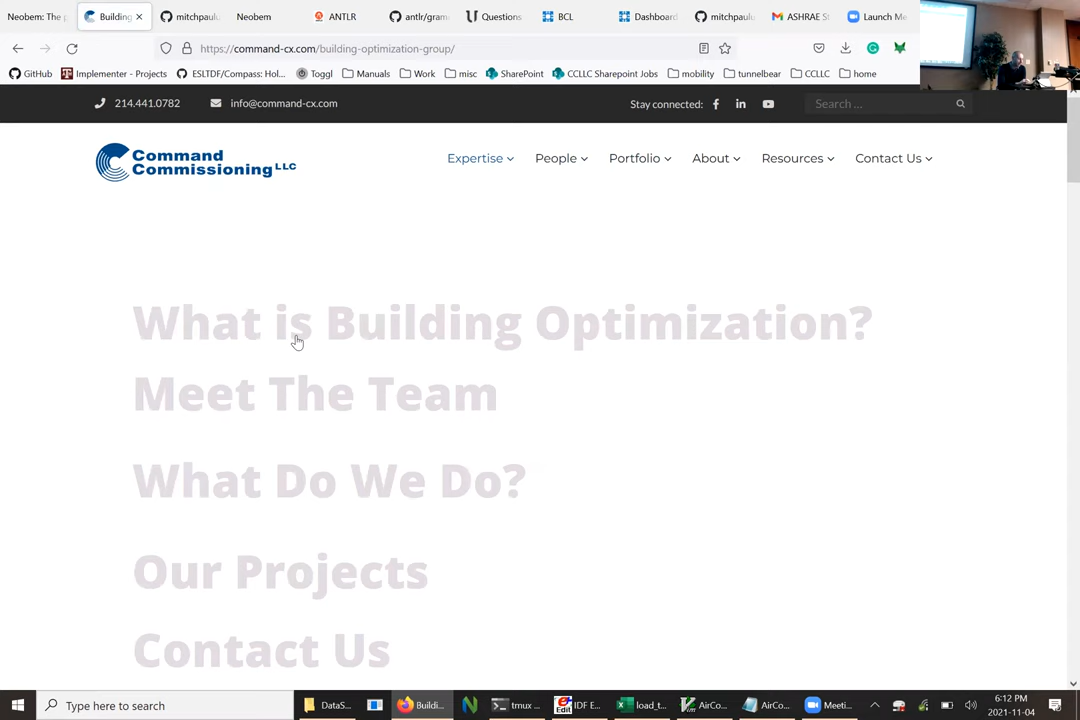 Neobem: The p
Building
mitchpaul
Neobem
ANTLR
antlr/gram
Questions
BCL
Dashboard
mitchpaul
ASHRAE S
Launch Me
https://command-cx.com/building-optimization-group/
GitHub
Implementer - Projects
ESLTDF/Compass: Hol...
Toggl
Manuals
Work
misc
SharePoint
CCLLC Sharepoint Jobs
mobility
tunnelbear
CCLLC
home
214.441.0782
info@command-cx.com
Stay connected:
Search ...
Command
Commissioning LLC
Expertise
People
Portfolio
About
Resources
Contact Us
What is Building Optimization?
Meet The Team
What Do We Do?
Our Projects
Contact Us
Type here to search
DataS...
Buildi...
tmux ...
IDF E...
load_t...
AirCo...
AirCo...
Meeti...
6:12 PM
2021-11-04